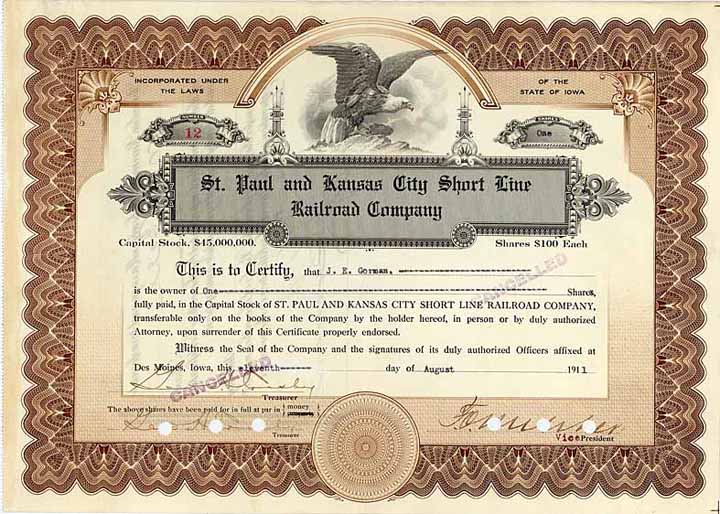 INCORPORATED UNDER
THE LAWS
OF THE
STATE OF IOWA
NUMBER
12
One
St. Paul and Kansas City Short Line
Railroad Company
Capital Stock, $45,000,000.
Shares $100 Each
This is to Certify, that J. E. Gorman.
is the owner of One Shares,
fully paid, in the Capital Stock of ST. PAUL AND KANSAS CITY SHORT LINE RAILROAD COMPANY,
transferable only on the books of the Company by the holder hereof, in person or by duly authorized
Attorney, upon surrender of this Certificate properly endorsed.
CANCELLED
Witness the Seal of the Company and the signatures of its duly authorized Officers affixed at
Des Moines, Iowa, this eleventh day of August 1911
CANCELLED
Treasurer
The above shares have been paid for in full at par in money
property
Treasurer
Vice President